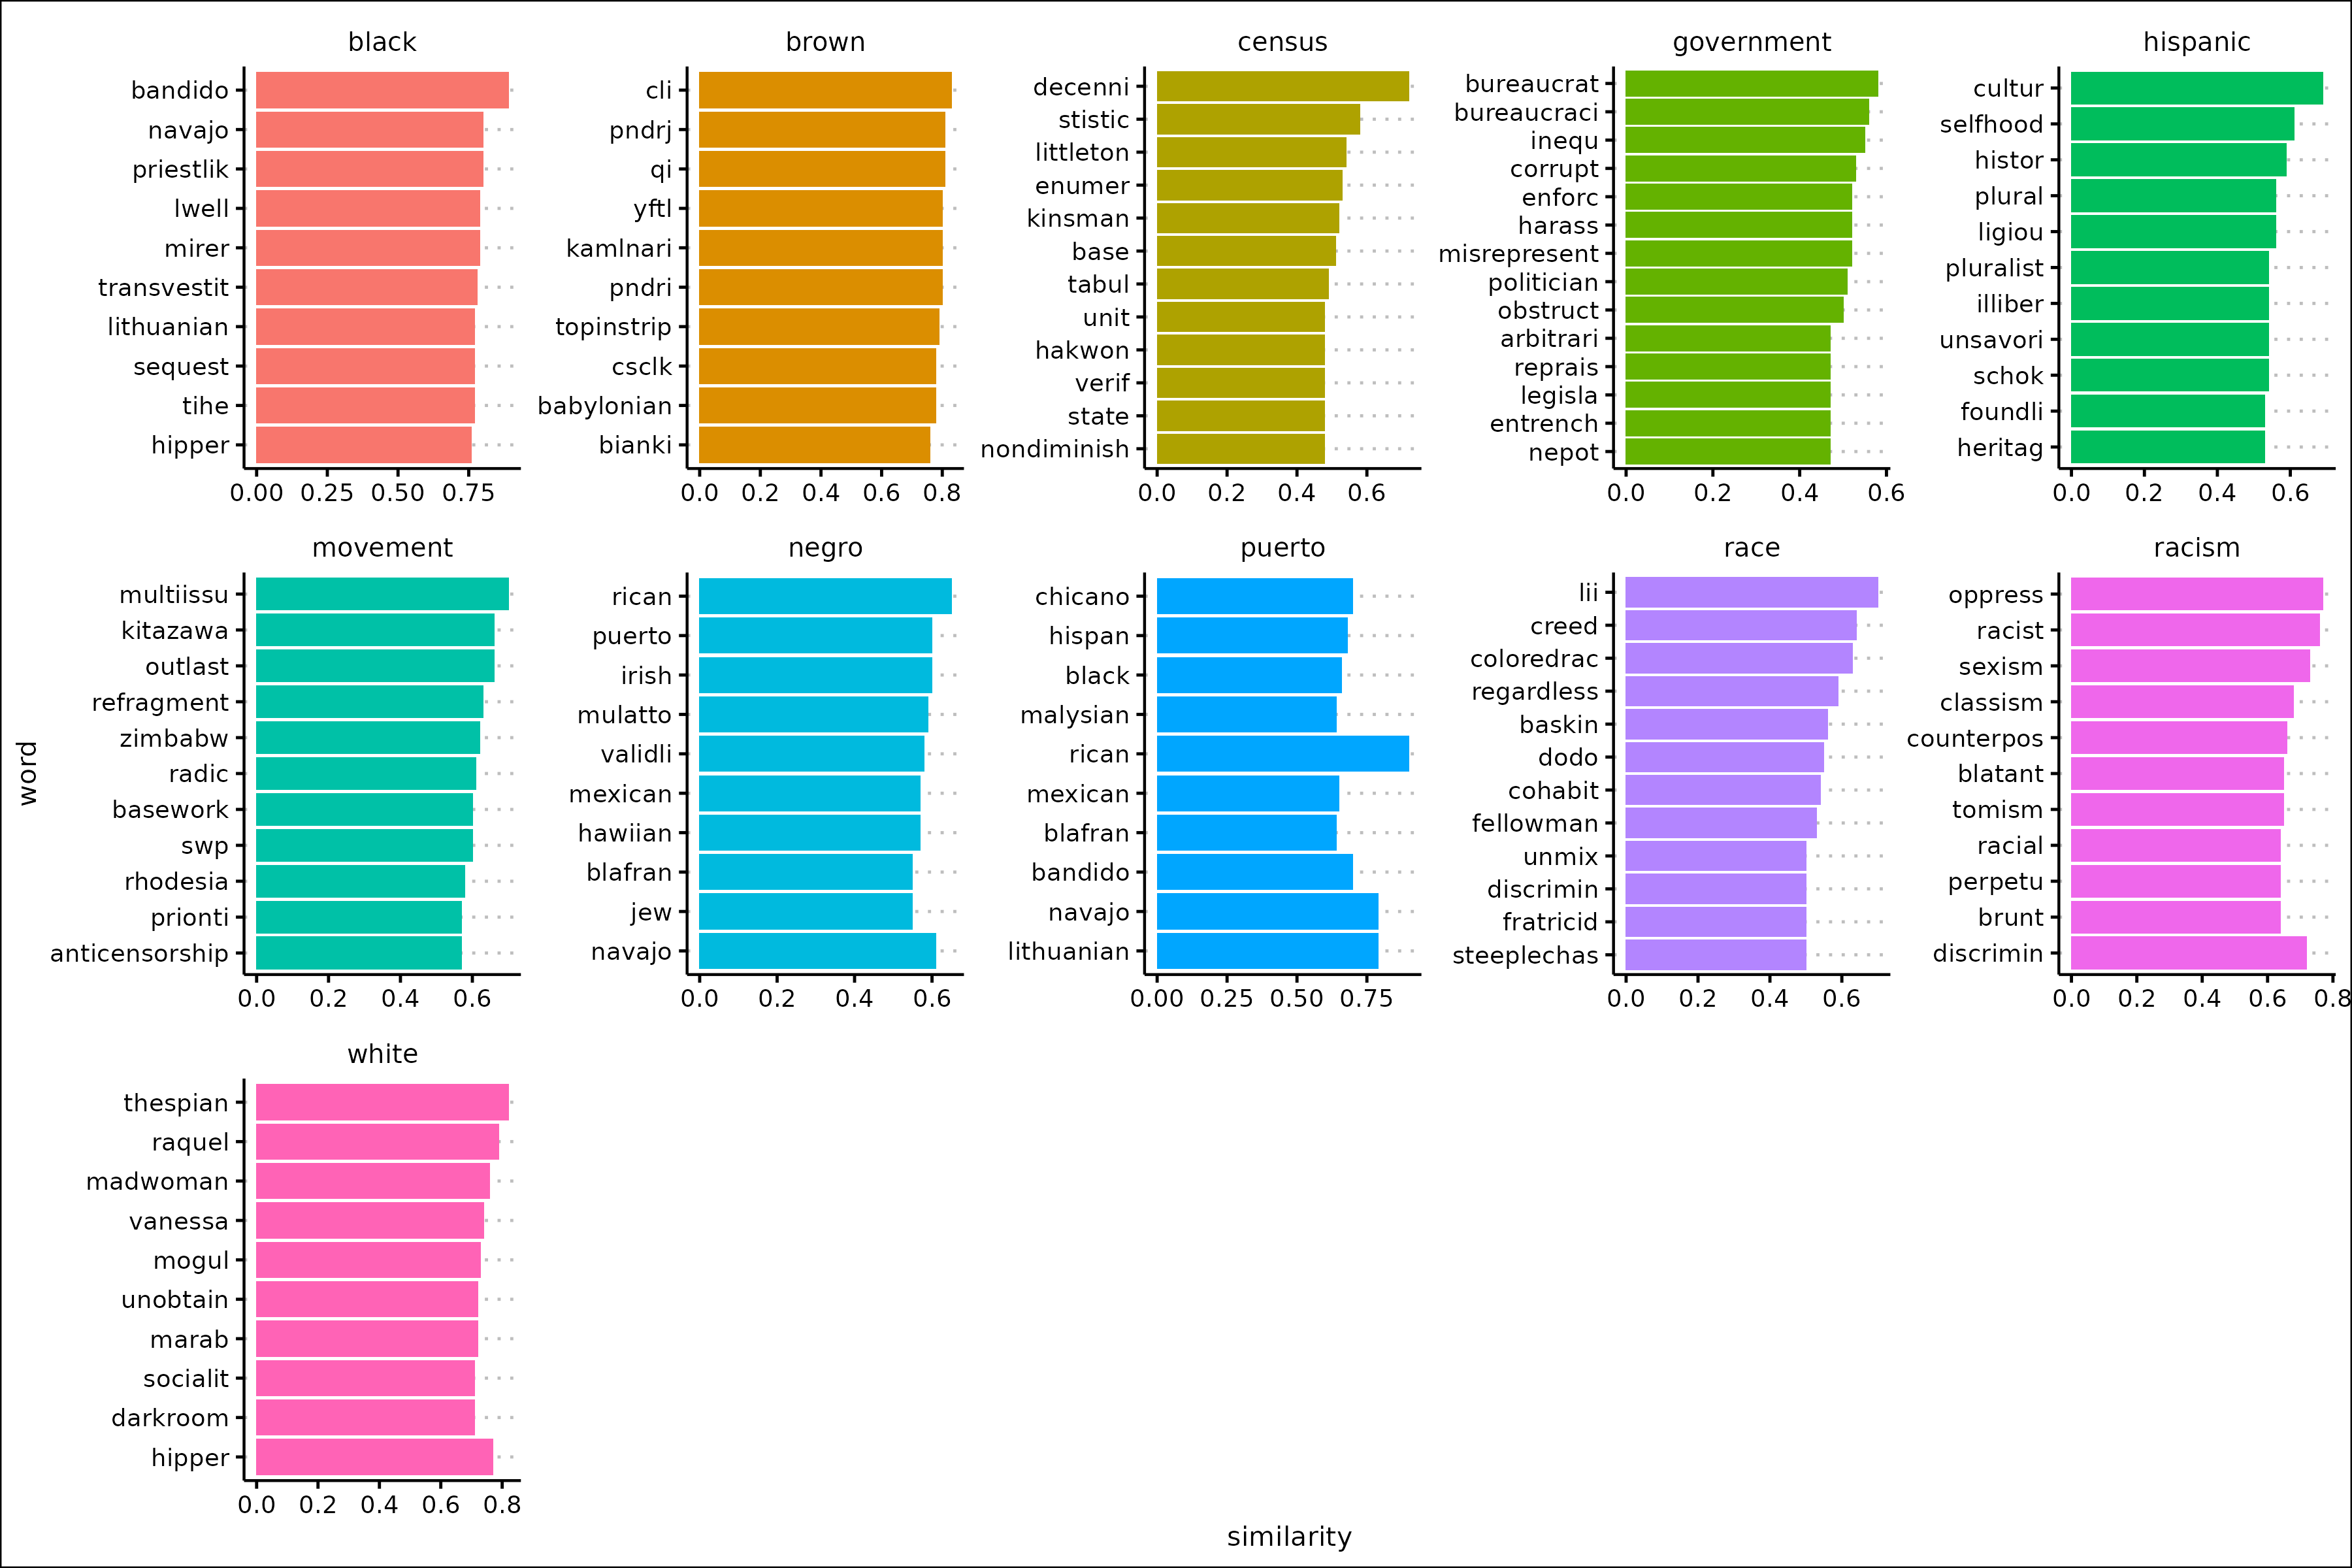 black
bandido
navajo
priestlik
lwell
mirer
transvestit
lithuanian
sequest
tihe
hipper
0.00 0.25 0.50 0.75
brown
cli
pndrj
qi
yftl
kamlnari
pndri
topinstrip
csclk
babylonian
bianki
0.0 0.2 0.4 0.6 0.8
census
decenni
stistic
littleton
enumer
kinsman
base
tabul
unit
hakwon
verif
state
nondiminish
0.0 0.2 0.4 0.6
government
bureaucrat
bureaucraci
inequ
corrupt
enforc
harass
misrepresent
politician
obstruct
arbitrari
reprais
legisla
entrench
nepot
0.0 0.2 0.4 0.6
hispanic
cultur
selfhood
histor
plural
ligiou
pluralist
illiber
unsavori
schok
foundli
heritag
0.0 0.2 0.4 0.6
word
movement
multiissu
kitazawa
outlast
refragment
zimbabw
radic
basework
swp
rhodesia
prionti
anticensorship
0.0 0.2 0.4 0.6
negro
rican
puerto
irish
mulatto
validli
mexican
hawiian
blafran
jew
navajo
0.0 0.2 0.4 0.6
puerto
chicano
hispan
black
malysian
rican
mexican
blafran
bandido
navajo
lithuanian
0.00 0.25 0.50 0.75
race
lii
creed
coloredrac
regardless
baskin
dodo
cohabit
fellowman
unmix
discrimin
fratricid
steeplechas
0.0 0.2 0.4 0.6
racism
oppress
racist
sexism
classism
counterpos
blatant
tomism
racial
perpetu
brunt
discrimin
0.0 0.2 0.4 0.6 0.8
white
thespian
raquel
madwoman
vanessa
mogul
unobtain
marab
socialit
darkroom
hipper
0.0 0.2 0.4 0.6 0.8
similarity